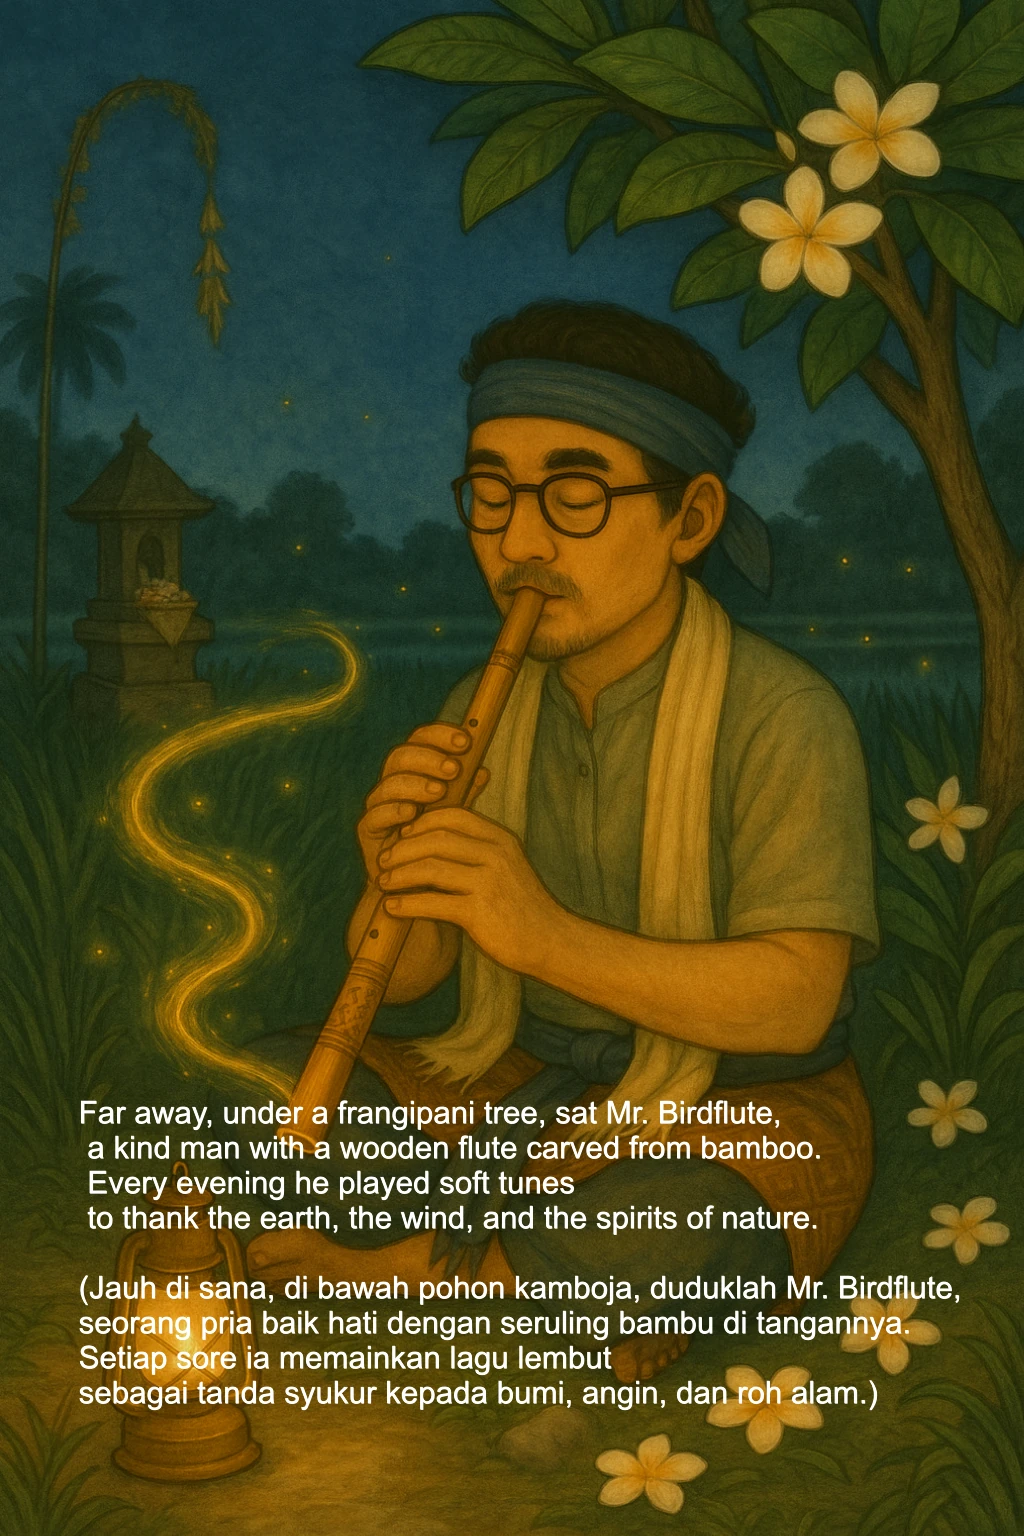 Far away, under a frangipani tree, sat Mr. Birdflute,
a kind man with a wooden flute carved from bamboo.
Every evening he played soft tunes
to thank the earth, the wind, and the spirits of nature.
(Jauh di sana, di bawah pohon kamboja, duduklah Mr. Birdflute,
seorang pria baik hati dengan seruling bambu di tangannya.
Setiap sore ia memainkan lagu lembut
sebagai tanda syukur kepada bumi, angin, dan roh alam.)